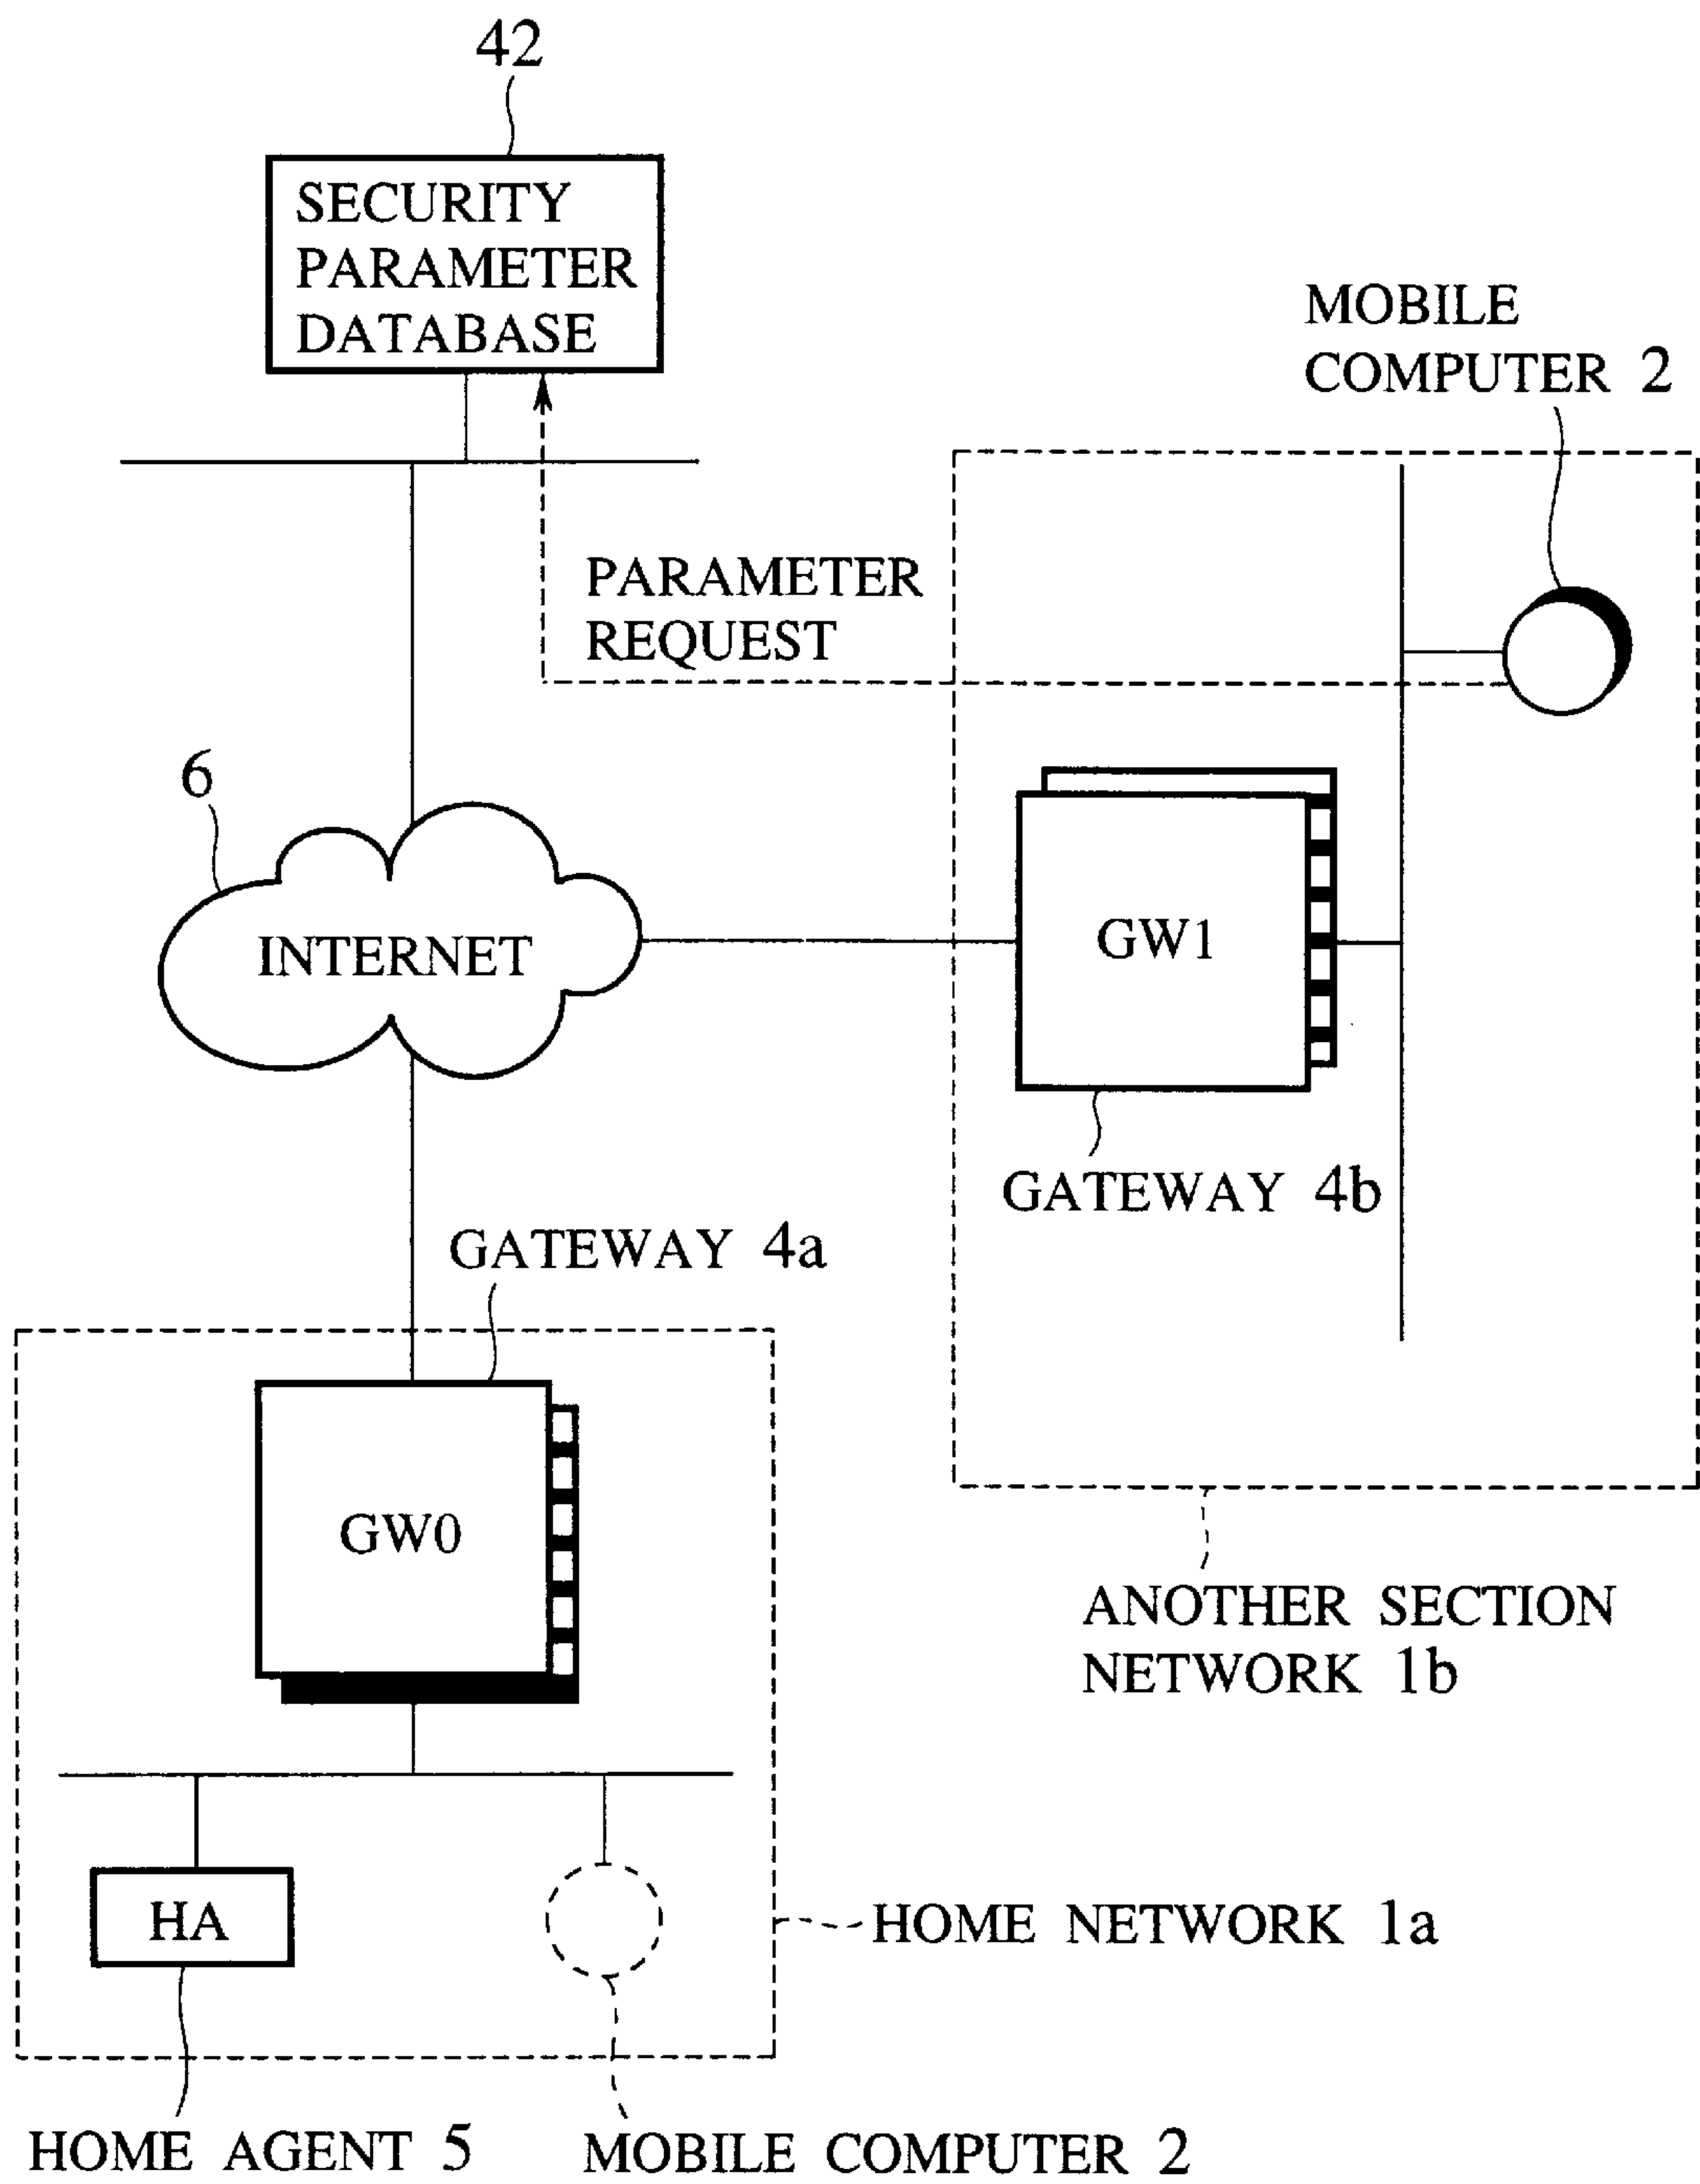 42
SECURITY
PARAMETER
DATABASE
MOBILE
COMPUTER 2
PARAMETER
REQUEST
6
INTERNET
GW1
GATEWAY 4b
GATEWAY 4a
GW0
ANOTHER SECTION
NETWORK 1b
HA
HOME NETWORK 1a
HOME AGENT 5
MOBILE COMPUTER 2